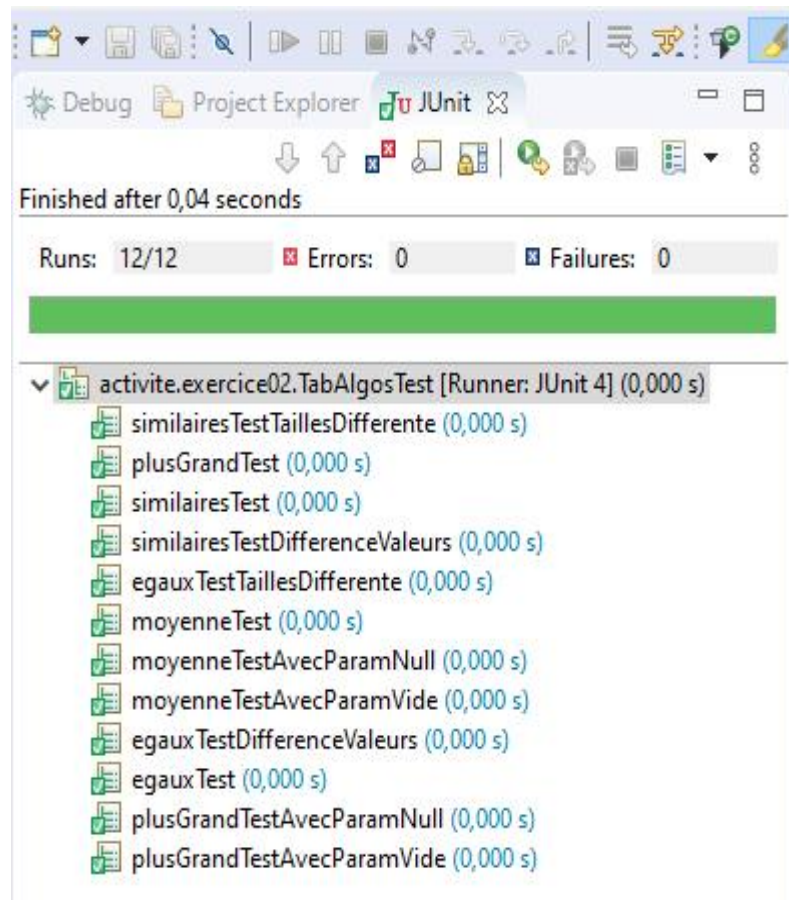 Debug Project Explorer JUnit
Finished after 0,04 seconds
Runs: 12/12 Errors: 0 Failures: 0
activite.exercice02.TabAlgosTest [Runner: JUnit 4] (0,000 s)
similairesTestTaillesDifferente (0,000 s)
plusGrandTest (0,000 s)
similairesTest (0,000 s)
similairesTestDifferenceValeurs (0,000 s)
egauxTestTaillesDifferente (0,000 s)
moyenneTest (0,000 s)
moyenneTestAvecParamNull (0,000 s)
moyenneTestAvecParamVide (0,000 s)
egauxTestDifferenceValeurs (0,000 s)
egauxTest (0,000 s)
plusGrandTestAvecParamNull (0,000 s)
plusGrandTestAvecParamVide (0,000 s)